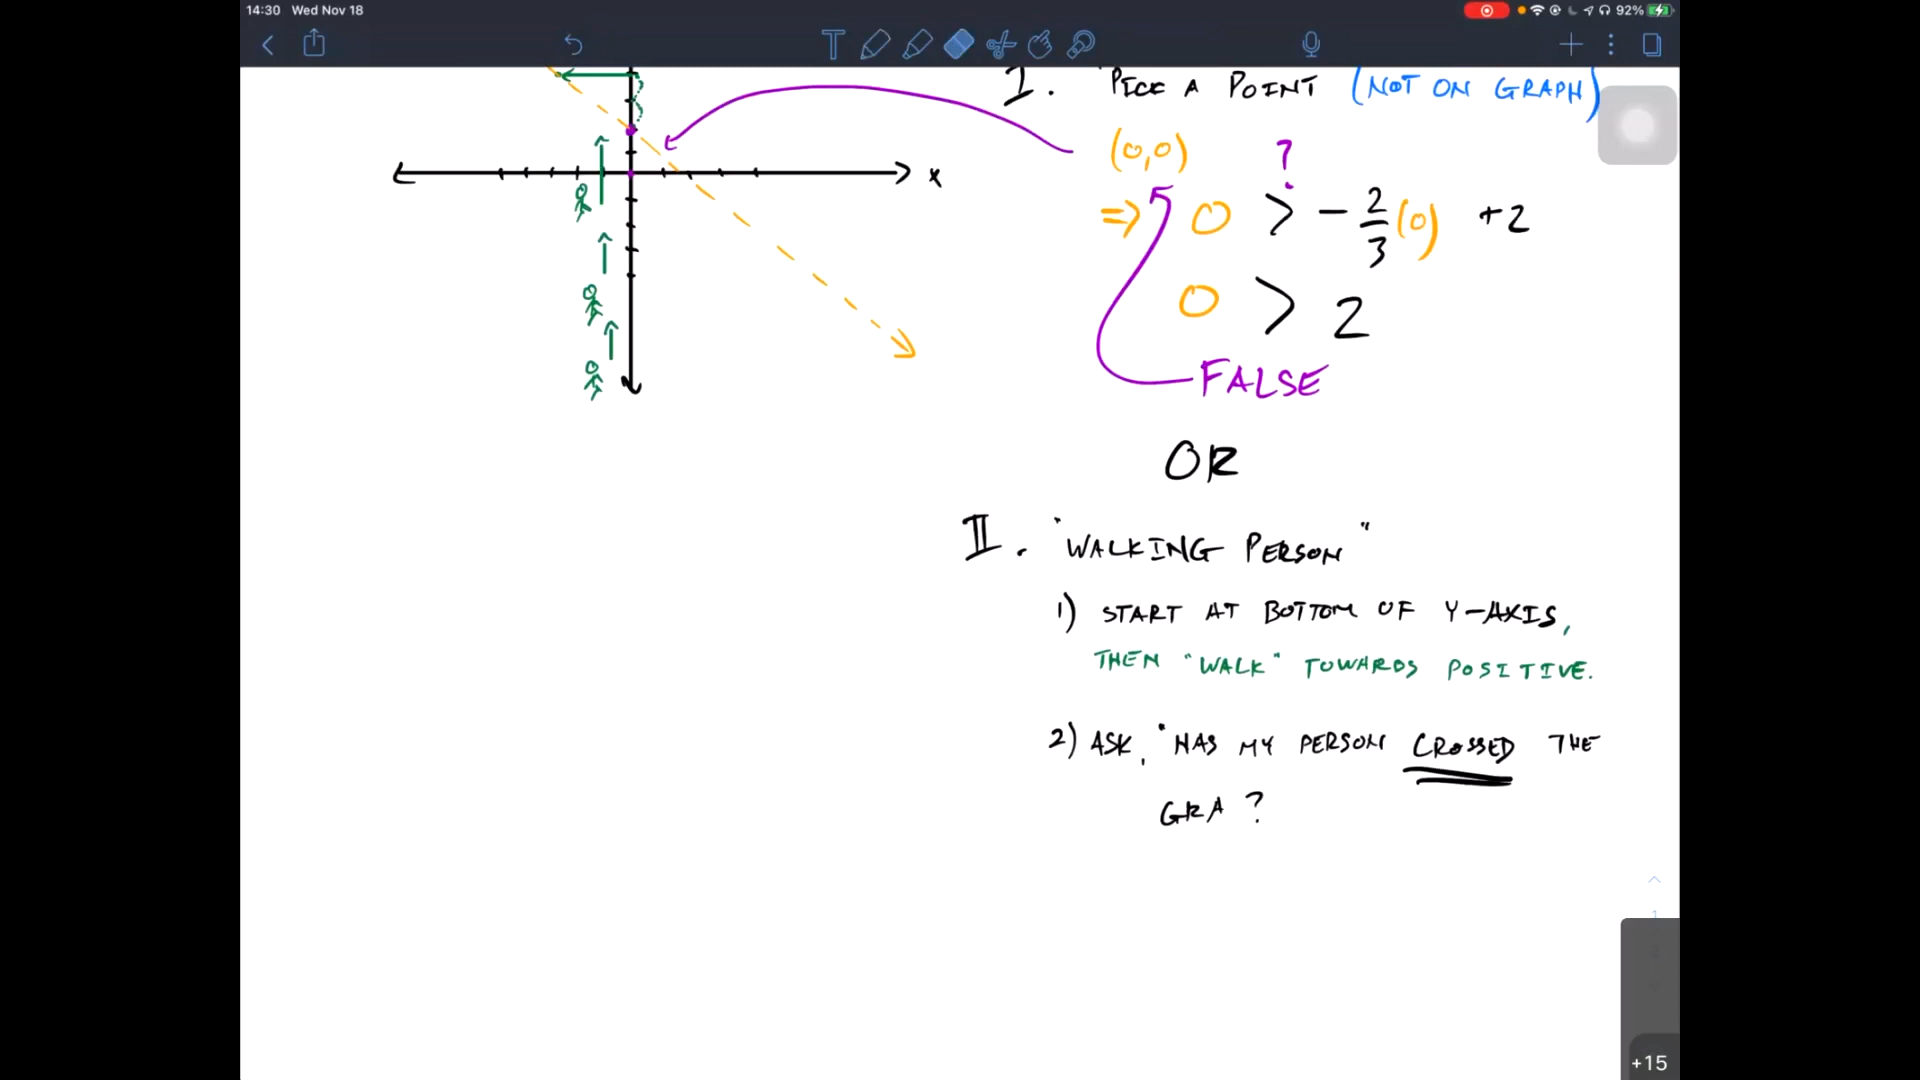 14:30 Wed Nov 18
92%
I. "PICK A POINT (NOT ON GRAPH)
(0,0) ?
=> 0 > - 2/3 (0) +2
0 > 2
FALSE
x
OR
II. "WALKING PERSON"
1) START AT BOTTOM OF Y-AXIS,
THEN "WALK" TOWARDS POSITIVE.
2) ASK, "HAS MY PERSON CROSSED THE
GRA ?
1
+15